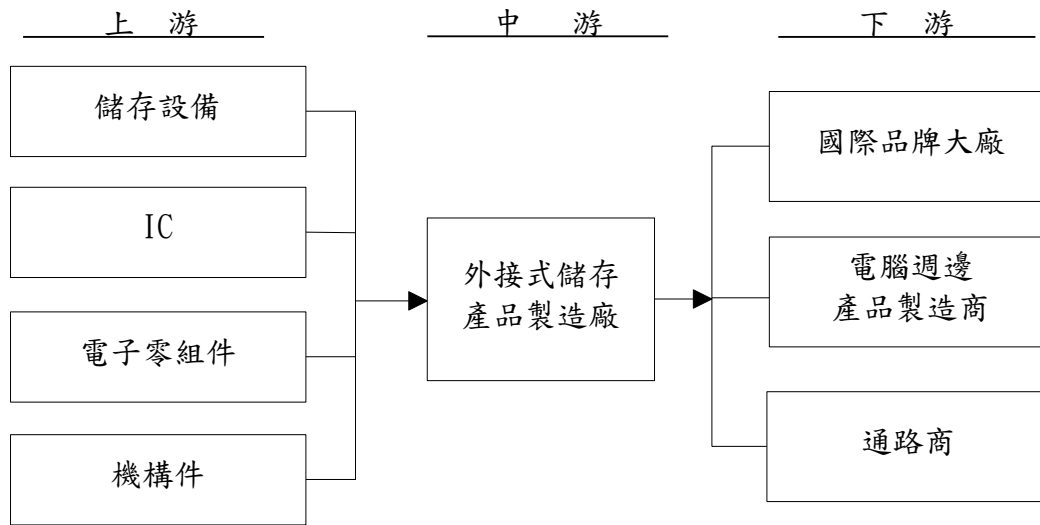 上 游
中 游
下 游
儲存設備
IC
電子零組件
機構件
外接式儲存
產品製造廠
國際品牌大廠
電腦週邊
產品製造商
通路商